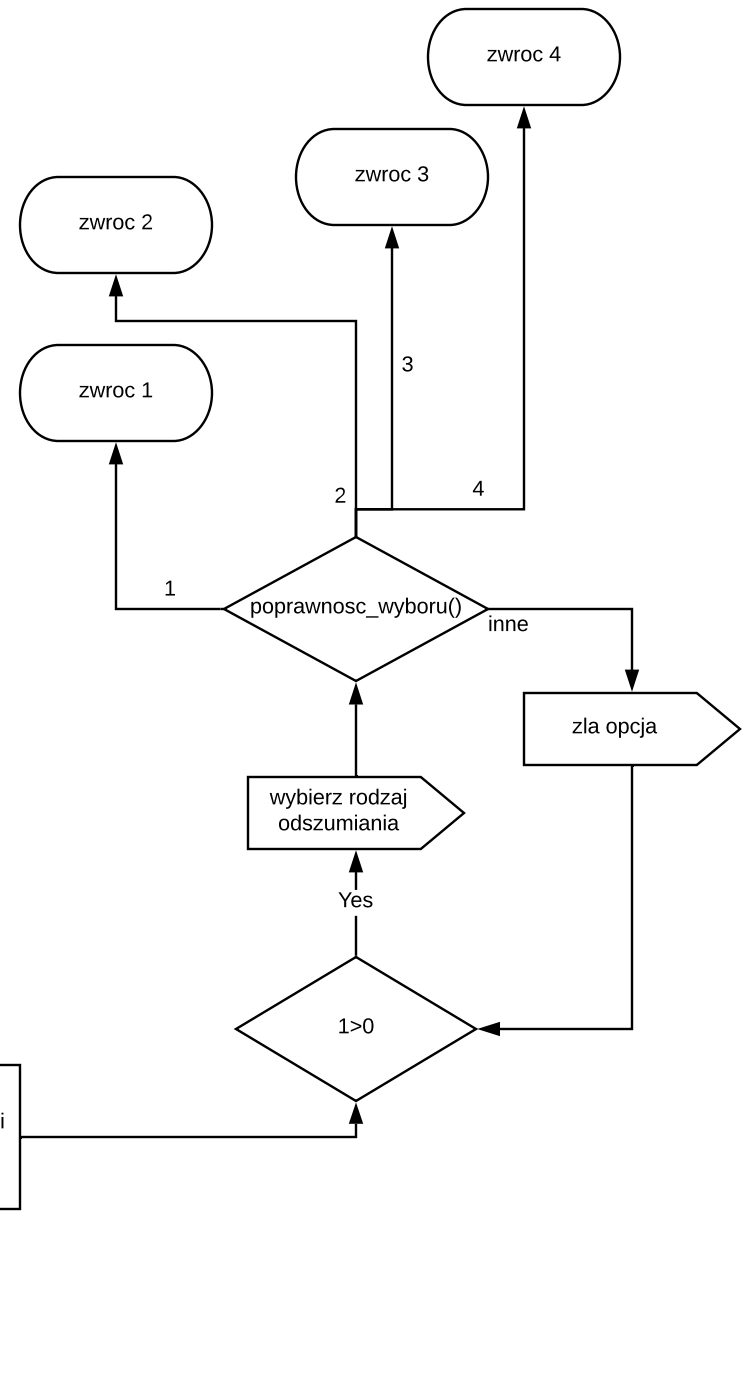 zwroc 4
zwroc 3
zwroc 2
3
zwroc 1
4
2
1
poprawnosc_wyboru()
inne
zla opcja
wybierz rodzaj
odszumiania
Yes
1>0
i